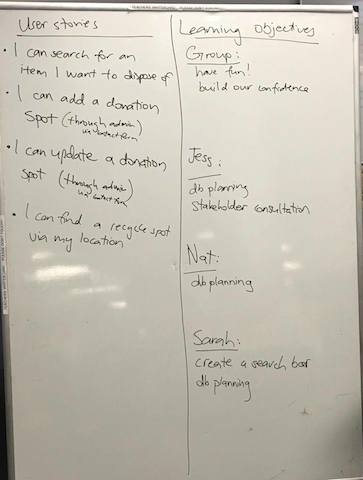 User stories
• I can search for an
item I want to dispose of
• I can add a donation
spot (through admin
via contact form)
• I can update a donation
spot (through admin
via contact form)
• I can find a recycle spot
via my location
Learning objectives
Group:
have fun!
build our confidence
Jess:
db planning
stakeholder consultation
Nat:
db planning
Sarah:
create a search bar
db planning